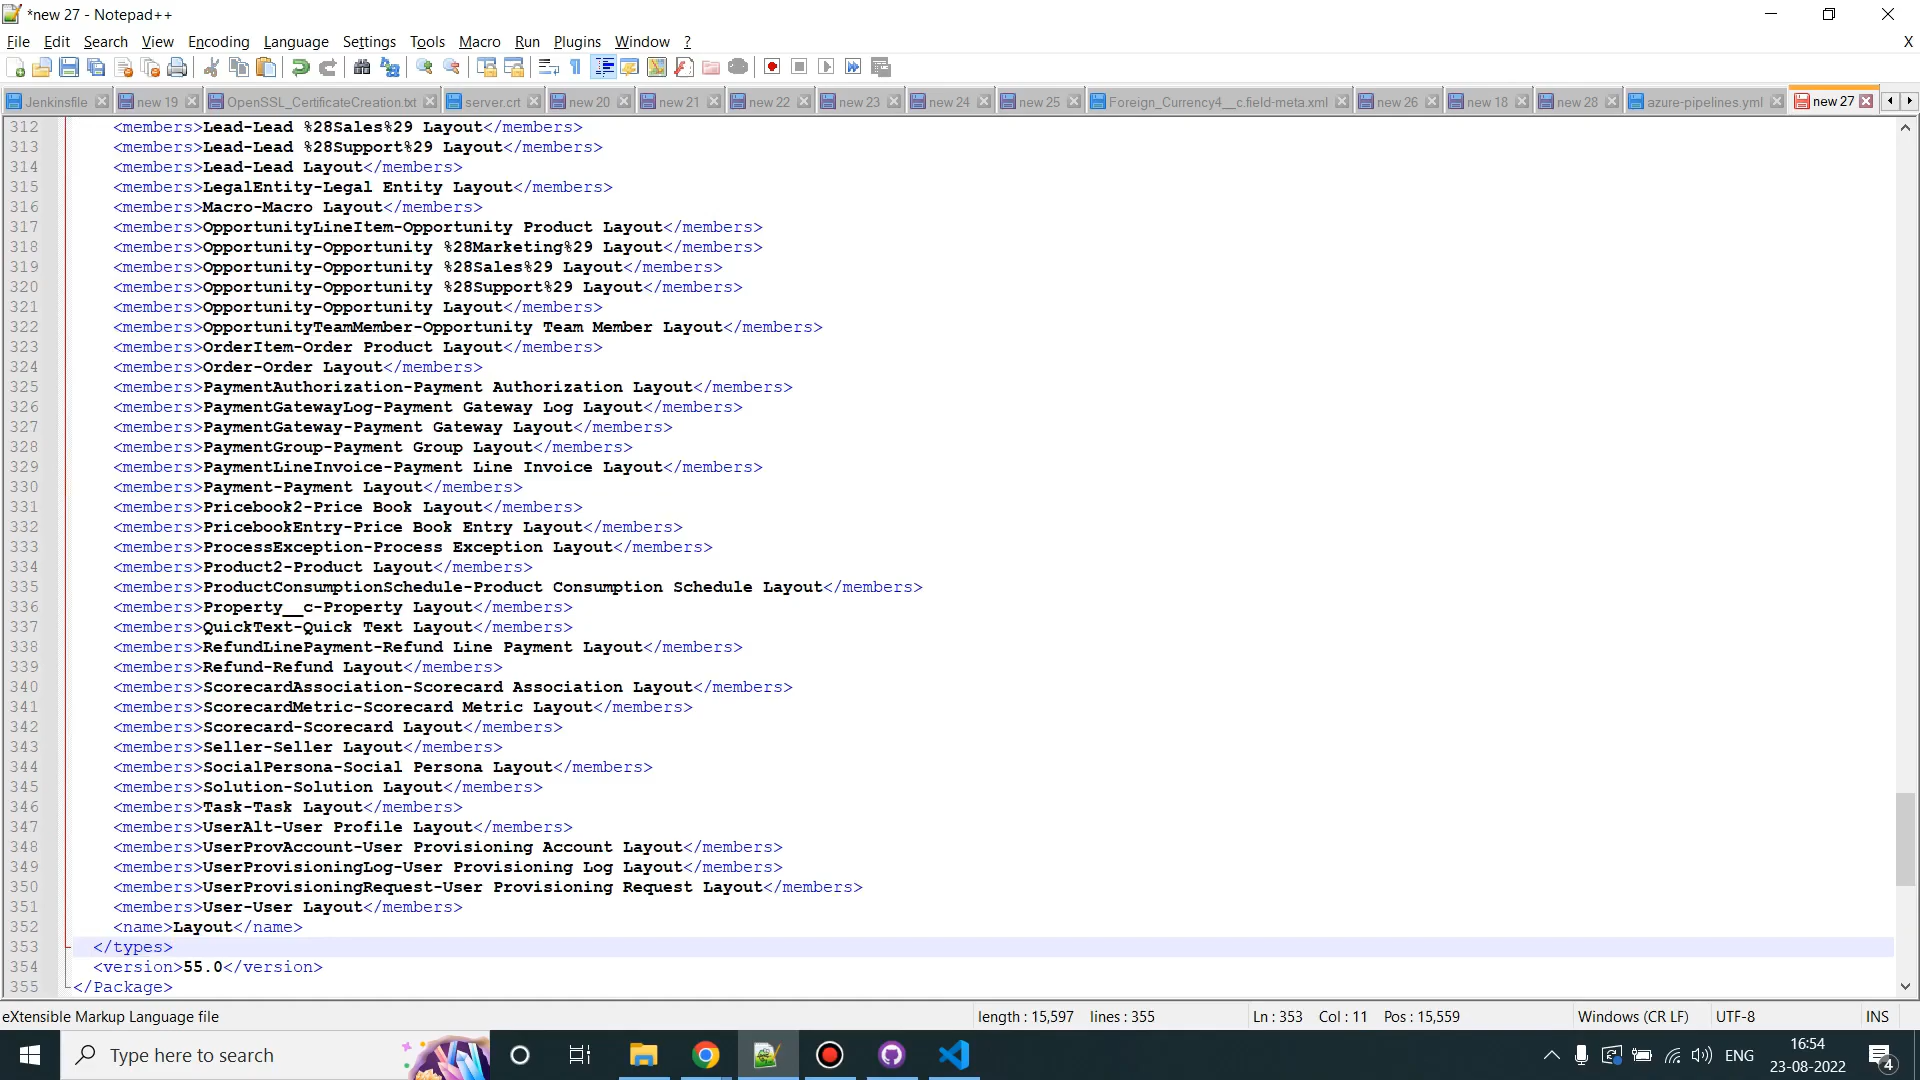 *new 27 - Notepad++
File Edit Search View Encoding Language Settings Tools Macro Run Plugins Window ? X
Jenkinsfile new 19 OpenSSL_CertificateCreation.txt server.crt new 20 new 21 new 22 new 23 new 24 new 25 Foreign_Currency4__c.field-meta.xml new 26 new 18 new 28 azure-pipelines.yml new 27
312 <members>Lead-Lead %28Sales%29 Layout</members>
313 <members>Lead-Lead %28Support%29 Layout</members>
314 <members>Lead-Lead Layout</members>
315 <members>LegalEntity-Legal Entity Layout</members>
316 <members>Macro-Macro Layout</members>
317 <members>OpportunityLineItem-Opportunity Product Layout</members>
318 <members>Opportunity-Opportunity %28Marketing%29 Layout</members>
319 <members>Opportunity-Opportunity %28Sales%29 Layout</members>
320 <members>Opportunity-Opportunity %28Support%29 Layout</members>
321 <members>Opportunity-Opportunity Layout</members>
322 <members>OpportunityTeamMember-Opportunity Team Member Layout</members>
323 <members>OrderItem-Order Product Layout</members>
324 <members>Order-Order Layout</members>
325 <members>PaymentAuthorization-Payment Authorization Layout</members>
326 <members>PaymentGatewayLog-Payment Gateway Log Layout</members>
327 <members>PaymentGateway-Payment Gateway Layout</members>
328 <members>PaymentGroup-Payment Group Layout</members>
329 <members>PaymentLineInvoice-Payment Line Invoice Layout</members>
330 <members>Payment-Payment Layout</members>
331 <members>Pricebook2-Price Book Layout</members>
332 <members>PricebookEntry-Price Book Entry Layout</members>
333 <members>ProcessException-Process Exception Layout</members>
334 <members>Product2-Product Layout</members>
335 <members>ProductConsumptionSchedule-Product Consumption Schedule Layout</members>
336 <members>Property__c-Property Layout</members>
337 <members>QuickText-Quick Text Layout</members>
338 <members>RefundLinePayment-Refund Line Payment Layout</members>
339 <members>Refund-Refund Layout</members>
340 <members>ScorecardAssociation-Scorecard Association Layout</members>
341 <members>ScorecardMetric-Scorecard Metric Layout</members>
342 <members>Scorecard-Scorecard Layout</members>
343 <members>Seller-Seller Layout</members>
344 <members>SocialPersona-Social Persona Layout</members>
345 <members>Solution-Solution Layout</members>
346 <members>Task-Task Layout</members>
347 <members>UserAlt-User Profile Layout</members>
348 <members>UserProvAccount-User Provisioning Account Layout</members>
349 <members>UserProvisioningLog-User Provisioning Log Layout</members>
350 <members>UserProvisioningRequest-User Provisioning Request Layout</members>
351 <members>User-User Layout</members>
352 <name>Layout</name>
353 </types>
354 <version>55.0</version>
355 </Package>
eXtensible Markup Language file length : 15,597 lines : 355 Ln : 353 Col : 11 Pos : 15,559 Windows (CR LF) UTF-8 INS
Type here to search ENG 16:54
23-08-2022 4